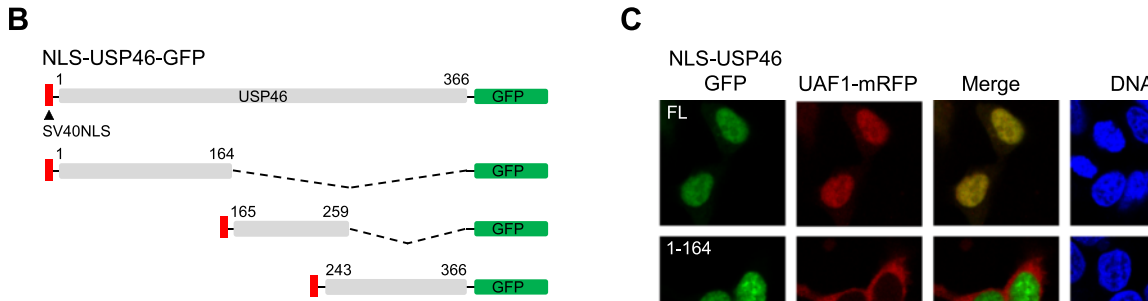 B
NLS-USP46-GFP
1 366
USP46 GFP
SV40NLS
1 164
GFP
165 259
GFP
243 366
GFP
C
NLS-USP46
GFP UAF1-mRFP Merge DNA
FL
1-164